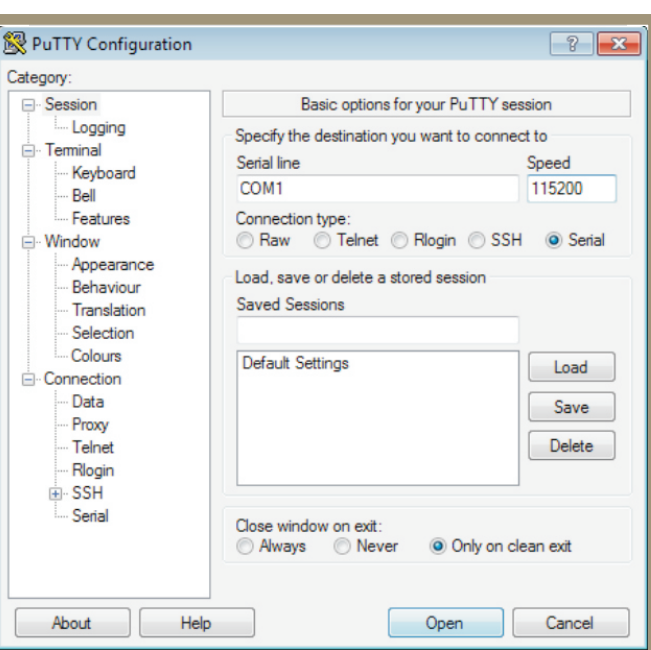 PuTTY Configuration
?
Category:
Session
Logging
Terminal
Keyboard
Bell
Features
Window
Appearance
Behaviour
Translation
Selection
Colours
Connection
Data
Proxy
Telnet
Rlogin
SSH
Serial
Basic options for your PuTTY session
Specify the destination you want to connect to
Serial line Speed
COM1 115200
Connection type:
Raw Telnet Rlogin SSH Serial
Load, save or delete a stored session
Saved Sessions
Default Settings
Load
Save
Delete
Close window on exit:
Always Never Only on clean exit
About Help Open Cancel